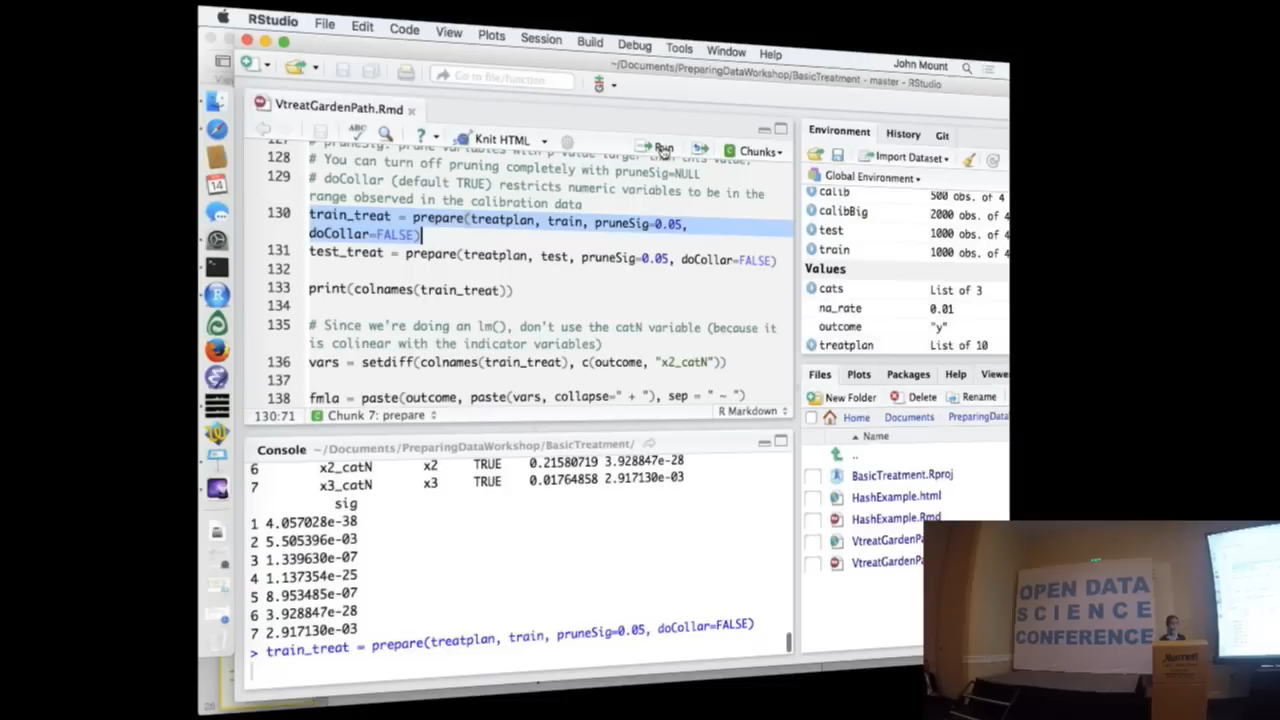 RStudio File Edit Code View Plots Session Build Debug Tools Window Help John Mount
~/Documents/PreparingDataWorkshop/BasicTreatment - master - RStudio
Go to file/function
VtreatGardenPath.Rmd
ABC Knit HTML Run Chunks
128 # You can turn off pruning completely with pruneSig=NULL
129 # doCollar (default TRUE) restricts numeric variables to be in the
range observed in the calibration data
130 train_treat = prepare(treatplan, train, pruneSig=0.05,
doCollar=FALSE)
131 test_treat = prepare(treatplan, test, pruneSig=0.05, doCollar=FALSE)
132
133 print(colnames(train_treat))
134
135 # Since we're doing an lm(), don't use the catN variable (because it
is colinear with the indicator variables)
136 vars = setdiff(colnames(train_treat), c(outcome, "x2_catN"))
137
138 fmla = paste(outcome, paste(vars, collapse=" + "), sep = " ~ ")
130:71 Chunk 7: prepare R Markdown
Console ~/Documents/PreparingDataWorkshop/BasicTreatment/
6 x2_catN x2 TRUE 0.21580719 3.928847e-28
7 x3_catN x3 TRUE 0.01764858 2.917130e-03
sig
1 4.057028e-38
2 5.505396e-03
3 1.339630e-07
4 1.137354e-25
5 8.953485e-07
6 3.928847e-28
7 2.917130e-03
> train_treat = prepare(treatplan, train, pruneSig=0.05, doCollar=FALSE)
Environment History Git
Import Dataset
Global Environment
calib 500 obs. of 4
calibBig 2000 obs. of
test 1000 obs. of 4
train 1000 obs. of 4
Values
cats List of 3
na_rate 0.01
outcome "y"
treatplan List of 10
Files Plots Packages Help Viewe
New Folder Delete Rename
Home Documents PreparingData
Name
..
BasicTreatment.Rproj
HashExample.html
HashExample.Rmd
VtreatGardenPa
VtreatGardenPa
14
OPEN DATA
SCIENCE
CONFERENCE
Marriott